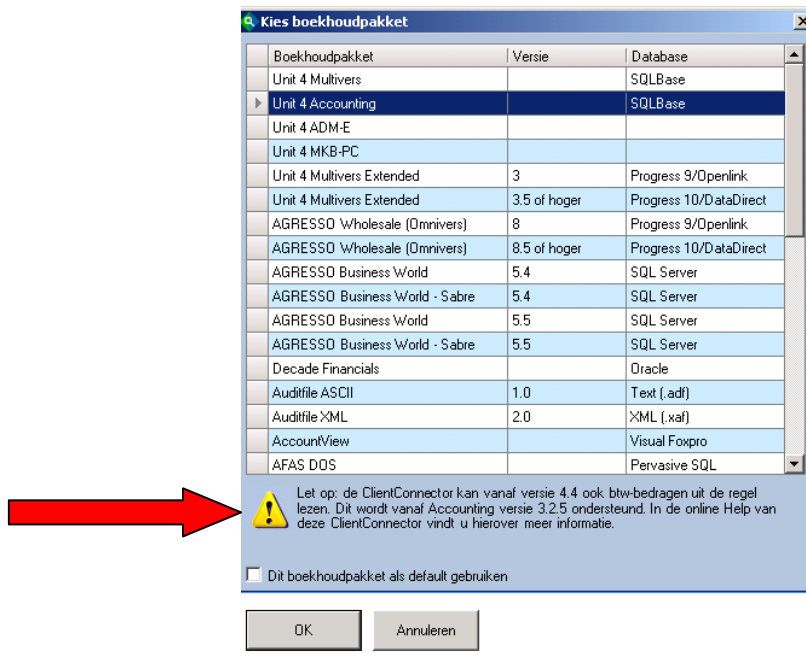 Kies boekhoudpakket
Boekhoudpakket Versie Database
Unit 4 Multivers SQLBase
Unit 4 Accounting SQLBase
Unit 4 ADM-E
Unit 4 MKB-PC
Unit 4 Multivers Extended 3 Progress 9/Openlink
Unit 4 Multivers Extended 3.5 of hoger Progress 10/DataDirect
AGRESSO Wholesale (Omnivers) 8 Progress 9/Openlink
AGRESSO Wholesale (Omnivers) 8.5 of hoger Progress 10/DataDirect
AGRESSO Business World 5.4 SQL Server
AGRESSO Business World - Sabre 5.4 SQL Server
AGRESSO Business World 5.5 SQL Server
AGRESSO Business World - Sabre 5.5 SQL Server
Decade Financials Oracle
Auditfile ASCII 1.0 Text (.adf)
Auditfile XML 2.0 XML (.xaf)
AccountView Visual Foxpro
AFAS DOS Pervasive SQL
Let op: de ClientConnector kan vanaf versie 4.4 ook btw-bedragen uit de regel
lezen. Dit wordt vanaf Accounting versie 3.2.5 ondersteund. In de online Help van
deze ClientConnector vindt u hierover meer informatie.
Dit boekhoudpakket als default gebruiken
OK Annuleren